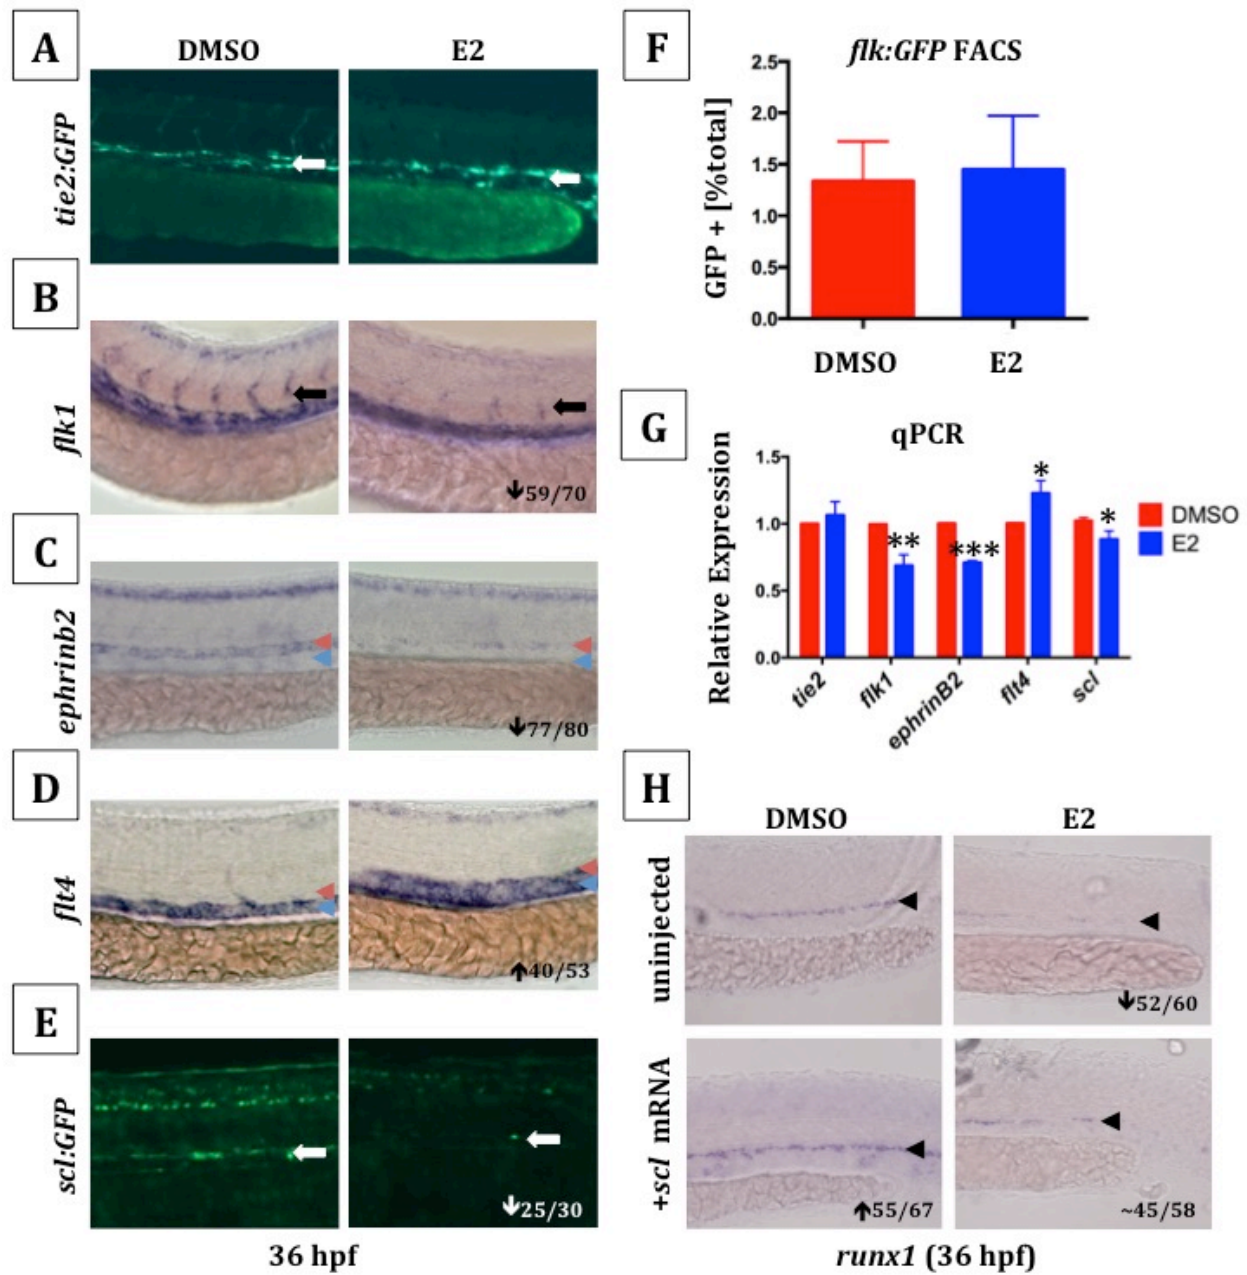 A
DMSO
E2
tie2:GFP
B
flk1
↓59/70
C
ephrinb2
↓77/80
D
flt4
↑40/53
E
scl:GFP
↓25/30
36 hpf
F
flk:GFP FACS
GFP + [%total]
2.5
2.0
1.5
1.0
0.5
0.0
DMSO
E2
G
qPCR
Relative Expression
1.5
1.0
0.5
0.0
**
***
*
*
tie2
flk1
ephrinB2
flt4
scl
DMSO
E2
H
DMSO
E2
uninjected
↓52/60
+scl mRNA
↑55/67
~45/58
runx1 (36 hpf)